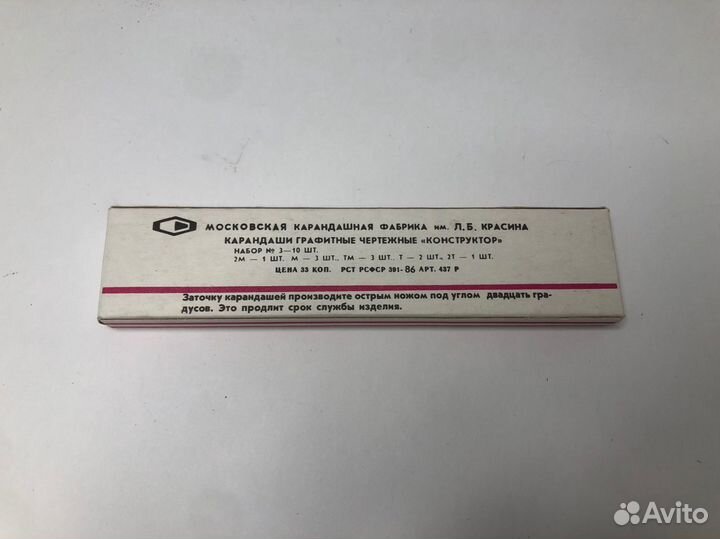 МОСКОВСКАЯ КАРАНДАШНАЯ ФАБРИКА им. Л.Б. КРАСИНА
КАРАНДАШИ ГРАФИТНЫЕ ЧЕРТЕЖНЫЕ «КОНСТРУКТОР»
НАБОР № 3—10 ШТ.
2М — 1 ШТ. М — 3 ШТ., ТМ — 3 ШТ. Т — 2 ШТ., 2Т — 1 ШТ.
ЦЕНА 33 КОП. РСТ РСФСР 391-86 АРТ. 437 Р
Заточку карандашей производите острым ножом под углом двадцать гра-
дусов. Это продлит срок службы изделия.
Avito